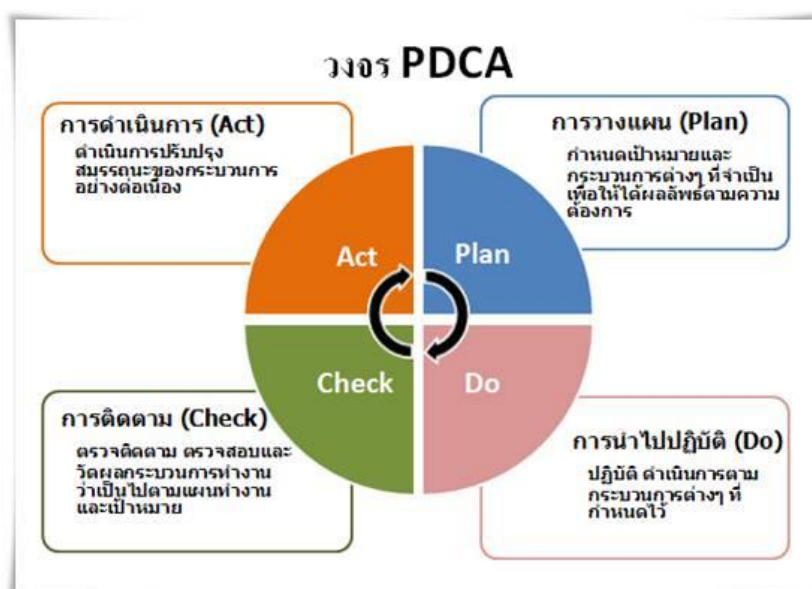 วงจร PDCA
การดำเนินการ (Act)
ดำเนินการปรับปรุง
สมรรถนะของกระบวนการ
อย่างต่อเนื่อง
การวางแผน (Plan)
กำหนดเป้าหมายและ
กระบวนการต่างๆ ที่จำเป็น
เพื่อให้ได้ผลลัพธ์ตามความ
ต้องการ
Act
Plan
Check
Do
การติดตาม (Check)
ตรวจติดตาม ตรวจสอบและ
วัดผลกระบวนการทำงาน
ว่าเป็นไปตามแผนทำงาน
และเป้าหมาย
การนำไปปฏิบัติ (Do)
ปฏิบัติ ดำเนินการตาม
กระบวนการต่างๆ ที่
กำหนดไว้